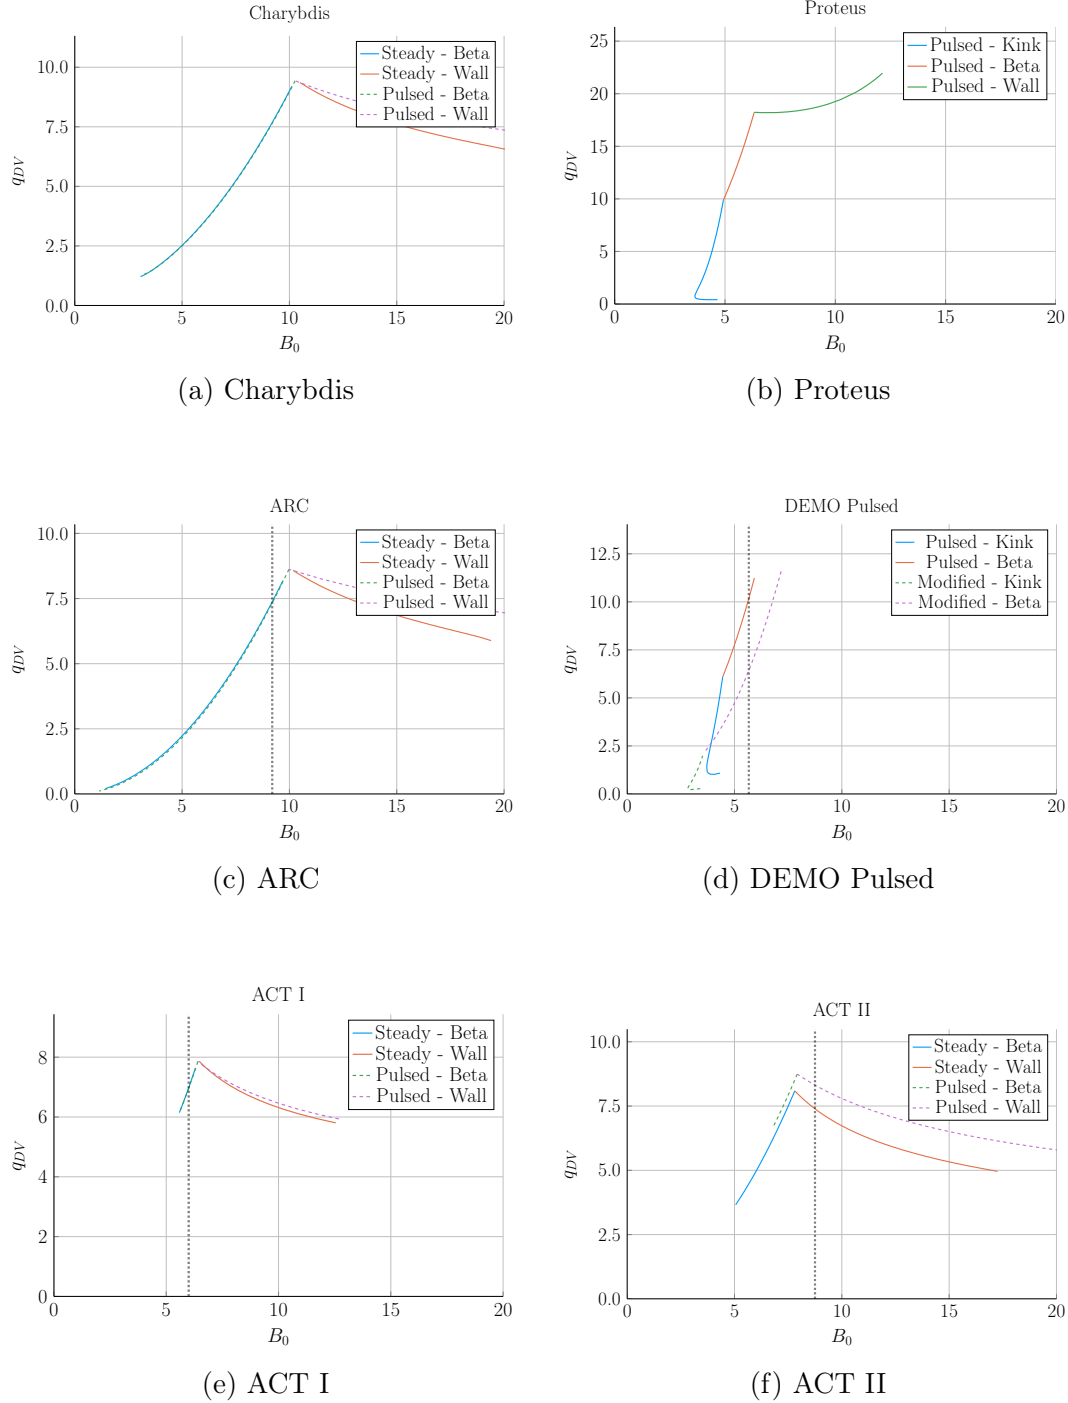 Charybdis
Steady - Beta
Steady - Wall
Pulsed - Beta
Pulsed - Wall
10.0
7.5
5.0
2.5
0.0
q_DV
0 5 10 15 20
B_0
(a) Charybdis
Proteus
Pulsed - Kink
Pulsed - Beta
Pulsed - Wall
25
20
15
10
5
0
q_DV
0 5 10 15 20
B_0
(b) Proteus
ARC
Steady - Beta
Steady - Wall
Pulsed - Beta
Pulsed - Wall
10.0
7.5
5.0
2.5
0.0
q_DV
0 5 10 15 20
B_0
(c) ARC
DEMO Pulsed
Pulsed - Kink
Pulsed - Beta
Modified - Kink
Modified - Beta
12.5
10.0
7.5
5.0
2.5
0.0
q_DV
0 5 10 15 20
B_0
(d) DEMO Pulsed
ACT I
Steady - Beta
Steady - Wall
Pulsed - Beta
Pulsed - Wall
8
6
4
2
0
q_DV
0 5 10 15 20
B_0
(e) ACT I
ACT II
Steady - Beta
Steady - Wall
Pulsed - Beta
Pulsed - Wall
10.0
7.5
5.0
2.5
0.0
q_DV
0 5 10 15 20
B_0
(f) ACT II